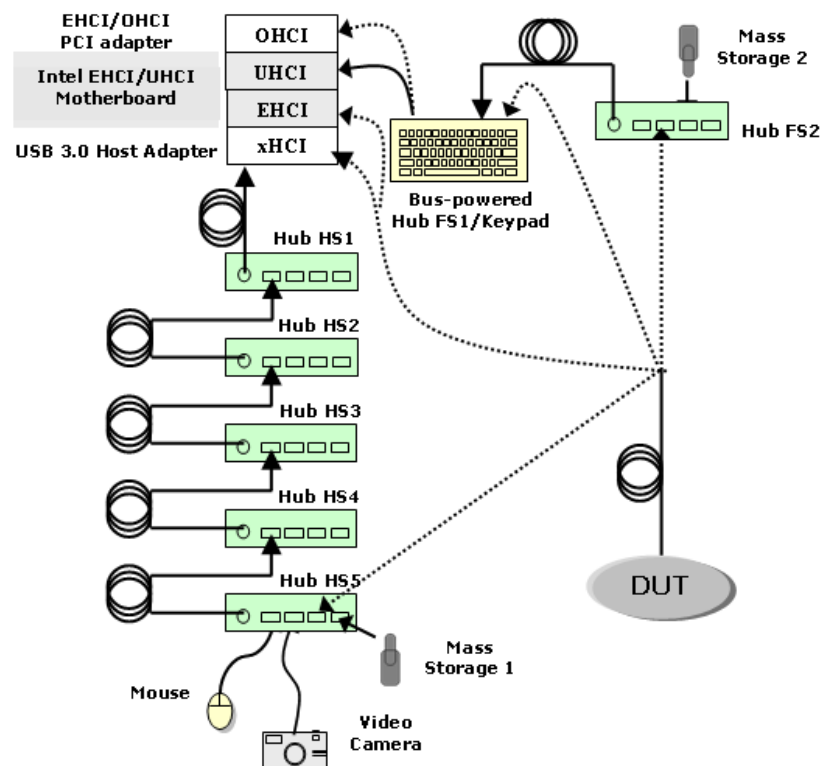 EHCI/OHCI
PCI adapter
Intel EHCI/UHCI
Motherboard
USB 3.0 Host Adapter
OHCI
UHCI
EHCI
xHCI
Mass
Storage 2
Hub FS2
Bus-powered
Hub FS1/Keypad
Hub HS1
Hub HS2
Hub HS3
Hub HS4
Hub HS5
DUT
Mass
Storage 1
Mouse
Video
Camera